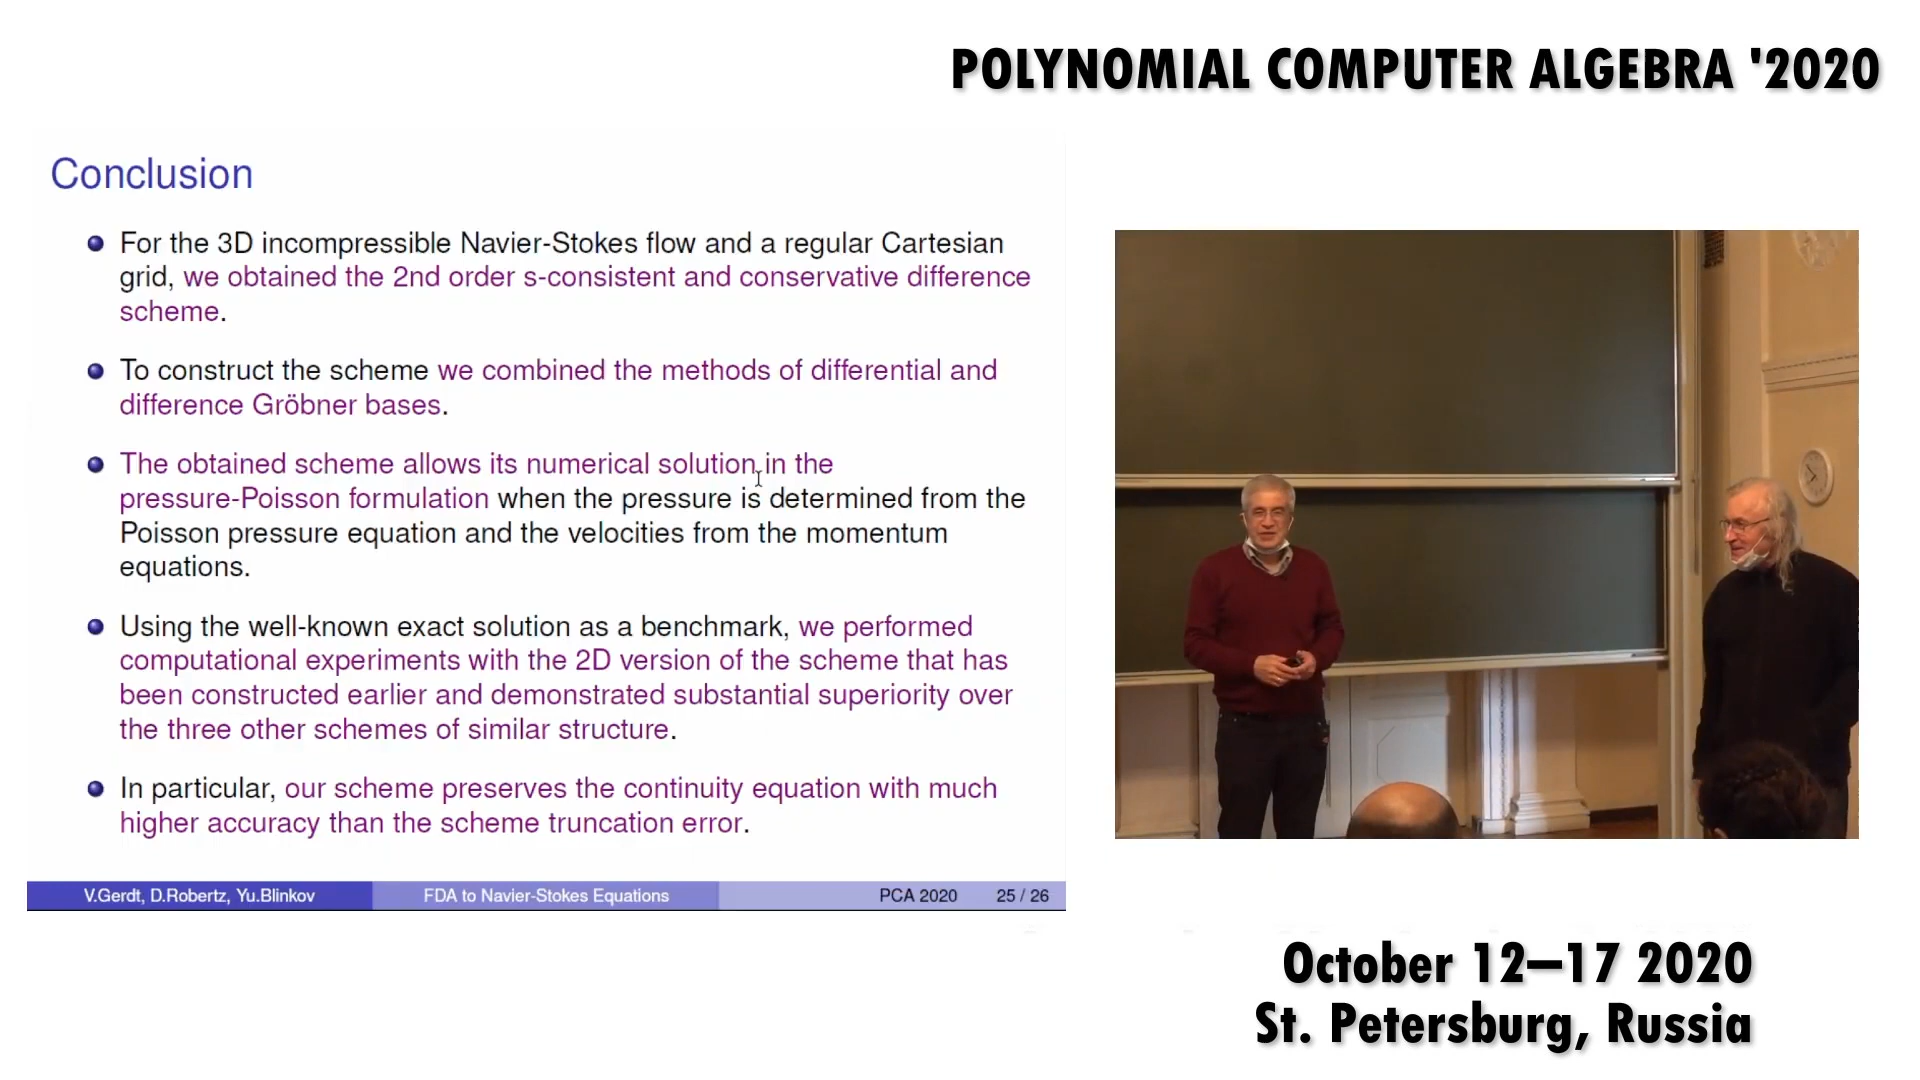 POLYNOMIAL COMPUTER ALGEBRA '2020
Conclusion
For the 3D incompressible Navier-Stokes flow and a regular Cartesian
grid, we obtained the 2nd order s-consistent and conservative difference
scheme.
To construct the scheme we combined the methods of differential and
difference Gröbner bases.
The obtained scheme allows its numerical solution in the
pressure-Poisson formulation when the pressure is determined from the
Poisson pressure equation and the velocities from the momentum
equations.
Using the well-known exact solution as a benchmark, we performed
computational experiments with the 2D version of the scheme that has
been constructed earlier and demonstrated substantial superiority over
the three other schemes of similar structure.
In particular, our scheme preserves the continuity equation with much
higher accuracy than the scheme truncation error.
V.Gerdt, D.Robertz, Yu.Blinkov FDA to Navier-Stokes Equations PCA 2020 25 / 26
October 12–17 2020
St. Petersburg, Russia